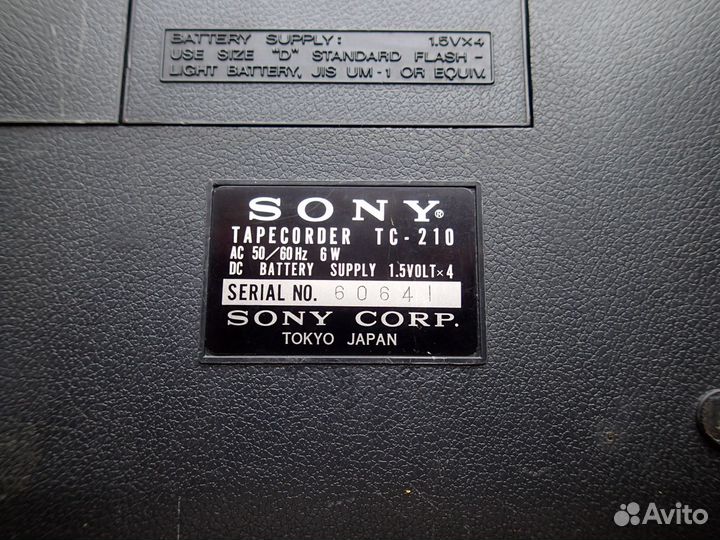 BATTERY SUPPLY: 1.5V×4
USE SIZE "D" STANDARD FLASH-
LIGHT BATTERY, JIS UM-1 OR EQUIV.
SONY®
TAPECORDER TC-210
AC 50/60Hz 6W
DC BATTERY SUPPLY 1.5VOLT×4
SERIAL NO. 60641
SONY CORP.
TOKYO JAPAN
Avito